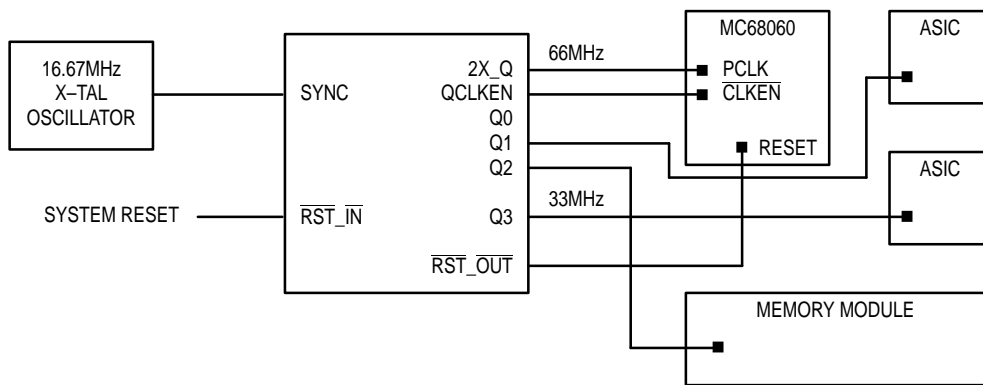 16.67MHz
X–TAL
OSCILLATOR
SYSTEM RESET
SYNC
RST_IN
2X_Q
QCLKEN
Q0
Q1
Q2
Q3
RST_OUT
66MHz
33MHz
MC68060
PCLK
CLKEN
RESET
ASIC
ASIC
MEMORY MODULE